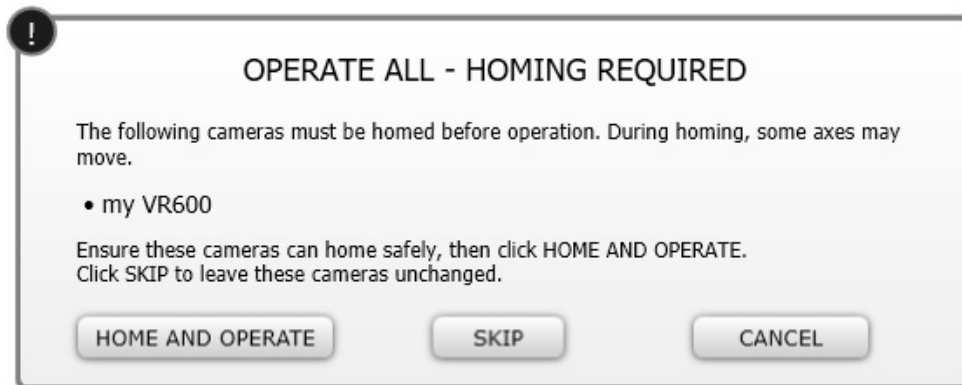 !
OPERATE ALL - HOMING REQUIRED
The following cameras must be homed before operation. During homing, some axes may
move.
• my VR600
Ensure these cameras can home safely, then click HOME AND OPERATE.
Click SKIP to leave these cameras unchanged.
HOME AND OPERATE SKIP CANCEL